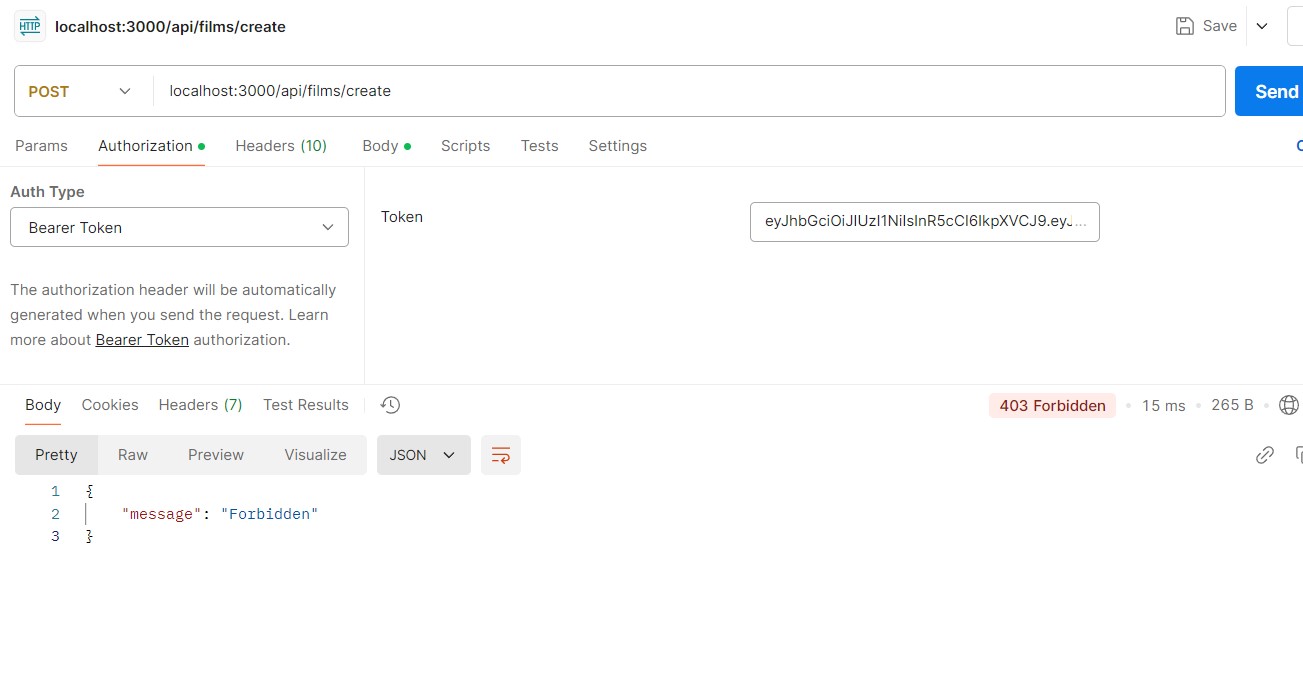 HTTP localhost:3000/api/films/create Save
POST localhost:3000/api/films/create Send
Params Authorization Headers (10) Body Scripts Tests Settings
Auth Type
Bearer Token
Token
eyJhbGciOiJIUzI1NiIsInR5cCI6IkpXVCJ9.eyJ...
The authorization header will be automatically
generated when you send the request. Learn
more about Bearer Token authorization.
Body Cookies Headers (7) Test Results 403 Forbidden 15 ms 265 B
Pretty Raw Preview Visualize JSON
1 {
2 "message": "Forbidden"
3 }